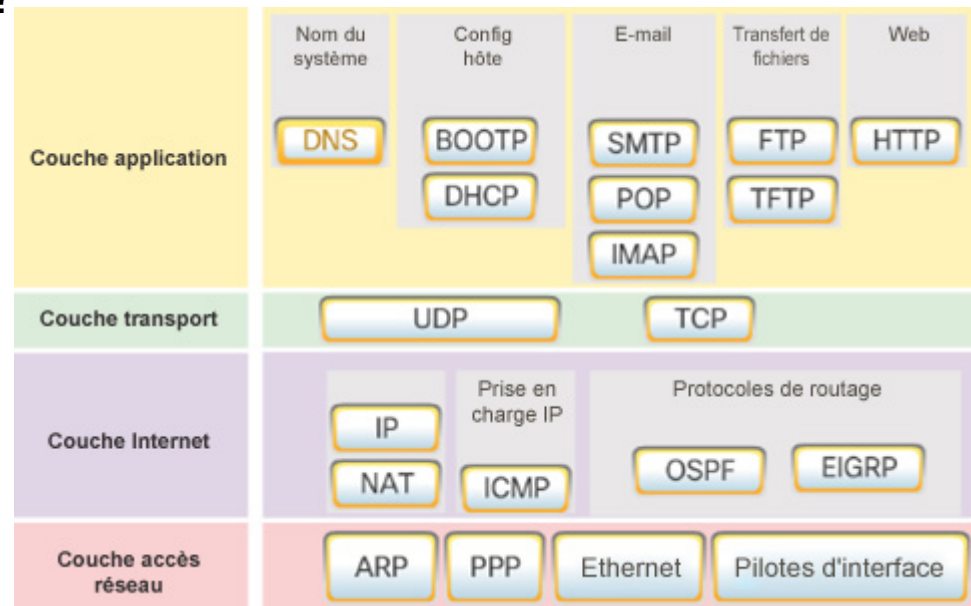 Nom du
système
Config
hôte
E-mail
Transfert de
fichiers
Web
Couche application
DNS
BOOTP
SMTP
FTP
HTTP
DHCP
POP
TFTP
IMAP
Couche transport
UDP
TCP
Couche Internet
Prise en
charge IP
Protocoles de routage
IP
NAT
ICMP
OSPF
EIGRP
Couche accès
réseau
ARP
PPP
Ethernet
Pilotes d'interface